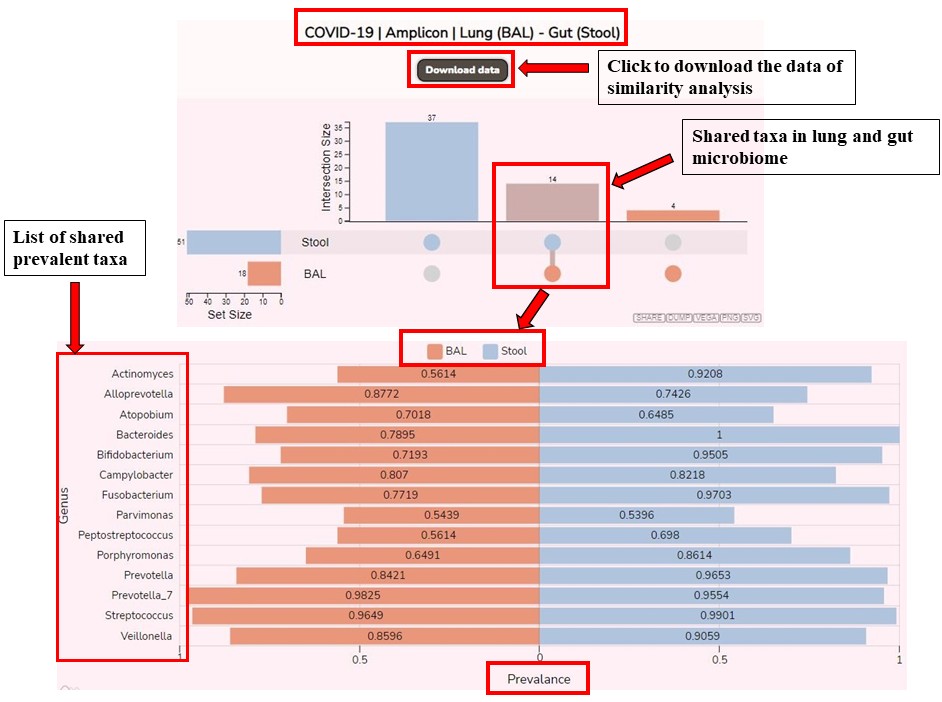 COVID-19 | Amplicon | Lung (BAL) - Gut (Stool)
Download data
Click to download the data of
similarity analysis
Shared taxa in lung and gut
microbiome
List of shared
prevalent taxa
Intersection Size
35
30
25
20
15
10
5
0
37
14
4
51
Stool
18
BAL
50 40 30 20 10 0
Set Size
SHARE DUMP VEGA PNG SVG
BAL Stool
Genus
Actinomyces 0.5614 0.9208
Alloprevotella 0.8772 0.7426
Atopobium 0.7018 0.6485
Bacteroides 0.7895 1
Bifidobacterium 0.7193 0.9505
Campylobacter 0.807 0.8218
Fusobacterium 0.7719 0.9703
Parvimonas 0.5439 0.5396
Peptostreptococcus 0.5614 0.698
Porphyromonas 0.6491 0.8614
Prevotella 0.8421 0.9653
Prevotella_7 0.9825 0.9554
Streptococcus 0.9649 0.9901
Veillonella 0.8596 0.9059
1 0.5 0 0.5 1
Prevalance